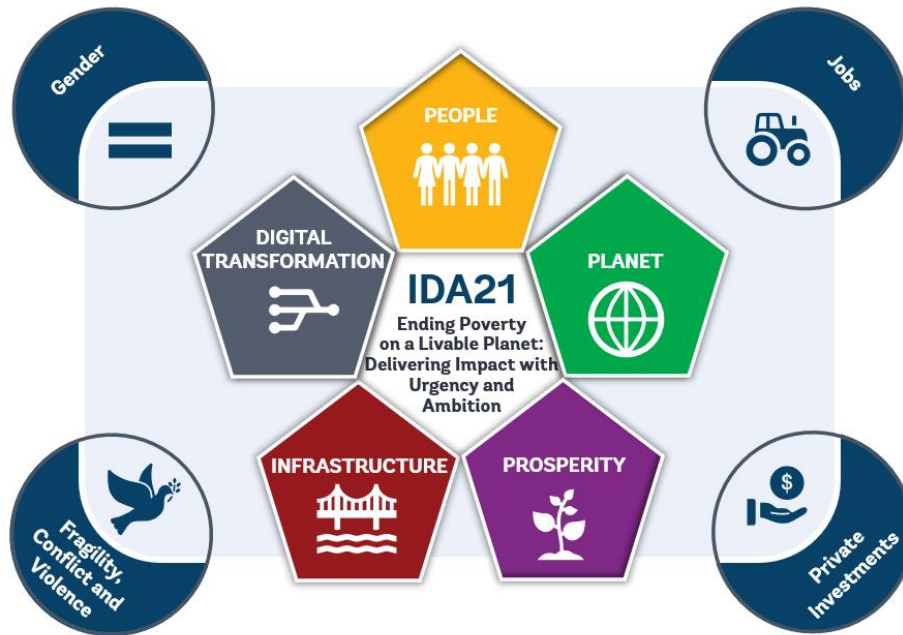 Gender
Jobs
PEOPLE
DIGITAL
TRANSFORMATION
PLANET
IDA21
Ending Poverty
on a Livable Planet:
Delivering Impact with
Urgency and
Ambition
INFRASTRUCTURE
PROSPERITY
$
Fragility,
Conflict and
Violence
Private
Investments